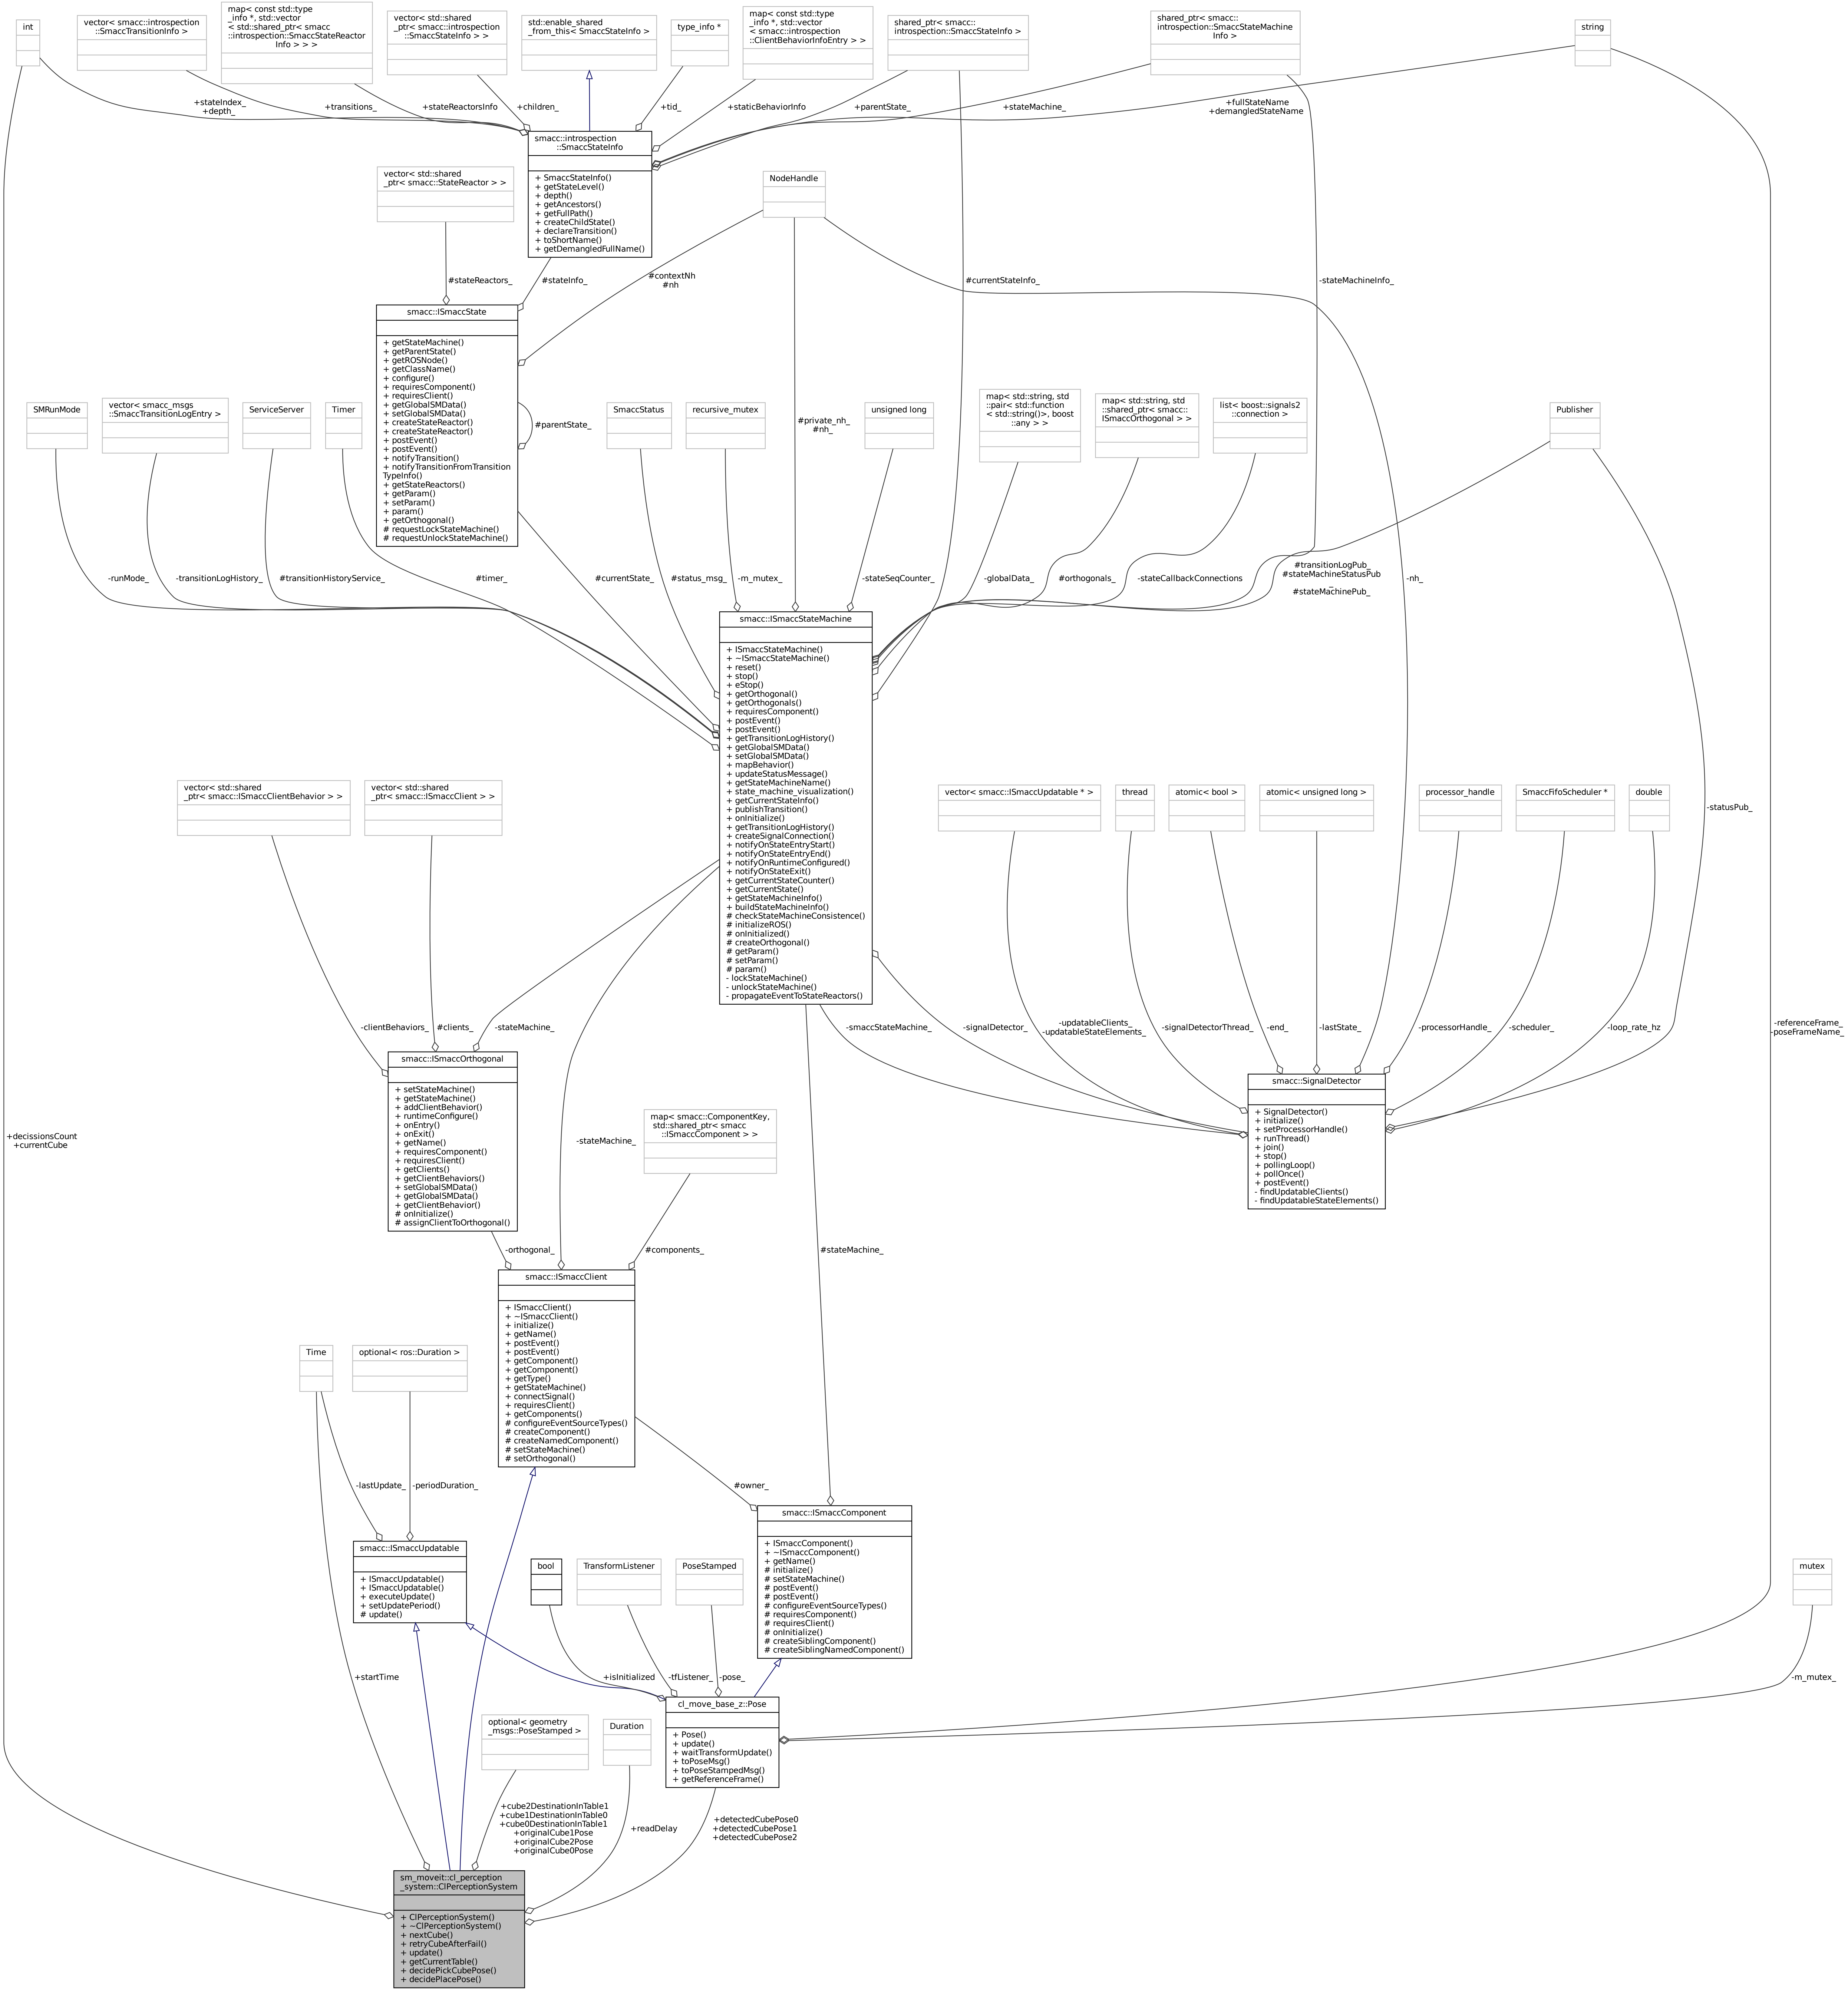 int
vector< smacc::introspection
::SmaccTransitionInfo >
map< const std::type
_info *, std::vector
< std::shared_ptr< smacc
::introspection::SmaccStateReactor
Info > > >
vector< std::shared
_ptr< smacc::introspection
::SmaccStateInfo > >
std::enable_shared
_from_this< SmaccStateInfo >
type_info *
map< const std::type
_info *, std::vector
< smacc::introspection
::ClientBehaviorInfoEntry > >
shared_ptr< smacc::
introspection::SmaccStateInfo >
shared_ptr< smacc::
introspection::SmaccStateMachine
Info >
string
+stateIndex_
+depth_
+transitions_
+stateReactorsInfo
+children_
+tid_
+staticBehaviorInfo
+parentState_
+stateMachine_
+fullStateName
+demangledStateName
smacc::introspection
::SmaccStateInfo
+ SmaccStateInfo()
+ getStateLevel()
+ depth()
+ getAncestors()
+ getFullPath()
+ createChildState()
+ declareTransition()
+ toShortName()
+ getDemangledFullName()
vector< std::shared
_ptr< smacc::StateReactor > >
NodeHandle
#stateReactors_
#stateInfo_
#contextNh
#nh
#currentStateInfo_
-stateMachineInfo_
smacc::ISmaccState
+ getStateMachine()
+ getParentState()
+ getROSNode()
+ getClassName()
+ configure()
+ requiresComponent()
+ requiresClient()
+ getGlobalSMData()
+ setGlobalSMData()
+ createStateReactor()
+ createStateReactor()
+ postEvent()
+ postEvent()
+ notifyTransition()
+ notifyTransitionFromTransition
TypeInfo()
+ getStateReactors()
+ getParam()
+ setParam()
+ param()
+ getOrthogonal()
# requestLockStateMachine()
# requestUnlockStateMachine()
#parentState_
SMRunMode
vector< smacc_msgs
::SmaccTransitionLogEntry >
ServiceServer
Timer
SmaccStatus
recursive_mutex
#private_nh_
#nh_
unsigned long
map< std::string, std
::pair< std::function
< std::string()>, boost
::any > >
map< std::string, std
::shared_ptr< smacc::
ISmaccOrthogonal > >
list< boost::signals2
::connection >
Publisher
-runMode_
-transitionLogHistory_
#transitionHistoryService_
#timer_
#currentState_
#status_msg_
-m_mutex_
-stateSeqCounter_
-globalData_
#orthogonals_
-stateCallbackConnections
#transitionLogPub_
#stateMachineStatusPub
_
#stateMachinePub_
-nh_
smacc::ISmaccStateMachine
+ ISmaccStateMachine()
+ ~ISmaccStateMachine()
+ reset()
+ stop()
+ eStop()
+ getOrthogonal()
+ getOrthogonals()
+ requiresComponent()
+ postEvent()
+ postEvent()
+ getTransitionLogHistory()
+ getGlobalSMData()
+ setGlobalSMData()
+ mapBehavior()
+ updateStatusMessage()
+ getStateMachineName()
+ state_machine_visualization()
+ getCurrentStateInfo()
+ publishTransition()
+ onInitialize()
+ getTransitionLogHistory()
+ createSignalConnection()
+ notifyOnStateEntryStart()
+ notifyOnStateEntryEnd()
+ notifyOnRuntimeConfigured()
+ notifyOnStateExit()
+ getCurrentStateCounter()
+ getCurrentState()
+ getStateMachineInfo()
+ buildStateMachineInfo()
# checkStateMachineConsistence()
# initializeROS()
# onInitialized()
# createOrthogonal()
# getParam()
# setParam()
# param()
- lockStateMachine()
- unlockStateMachine()
- propagateEventToStateReactors()
vector< std::shared
_ptr< smacc::ISmaccClientBehavior > >
vector< std::shared
_ptr< smacc::ISmaccClient > >
vector< smacc::ISmaccUpdatable * >
thread
atomic< bool >
atomic< unsigned long >
processor_handle
SmaccFifoScheduler *
double
-statusPub_
-clientBehaviors_
#clients_
-stateMachine_
-smaccStateMachine_
-signalDetector_
-updatableClients_
-updatableStateElements_
-signalDetectorThread_
-end_
-lastState_
-processorHandle_
-scheduler_
-loop_rate_hz
-referenceFrame_
-poseFrameName_
smacc::ISmaccOrthogonal
+ setStateMachine()
+ getStateMachine()
+ addClientBehavior()
+ runtimeConfigure()
+ onEntry()
+ onExit()
+ getName()
+ requiresComponent()
+ requiresClient()
+ getClients()
+ getClientBehaviors()
+ setGlobalSMData()
+ getGlobalSMData()
+ getClientBehavior()
# onInitialize()
# assignClientToOrthogonal()
smacc::SignalDetector
+ SignalDetector()
+ initialize()
+ setProcessorHandle()
+ runThread()
+ join()
+ stop()
+ pollingLoop()
+ pollOnce()
+ postEvent()
- findUpdatableClients()
- findUpdatableStateElements()
+decissionsCount
+currentCube
-stateMachine_
map< smacc::ComponentKey,
std::shared_ptr< smacc
::ISmaccComponent > >
-orthogonal_
#components_
#stateMachine_
smacc::ISmaccClient
+ ISmaccClient()
+ ~ISmaccClient()
+ initialize()
+ getName()
+ postEvent()
+ postEvent()
+ getComponent()
+ getComponent()
+ getType()
+ getStateMachine()
+ connectSignal()
+ requiresClient()
+ getComponents()
# configureEventSourceTypes()
# createComponent()
# createNamedComponent()
# setStateMachine()
# setOrthogonal()
Time
optional< ros::Duration >
-lastUpdate_
-periodDuration_
#owner_
smacc::ISmaccComponent
+ ISmaccComponent()
+ ~ISmaccComponent()
+ getName()
# initialize()
# setStateMachine()
# postEvent()
# postEvent()
# configureEventSourceTypes()
# requiresComponent()
# requiresClient()
# onInitialize()
# createSiblingComponent()
# createSiblingNamedComponent()
smacc::ISmaccUpdatable
+ ISmaccUpdatable()
+ ISmaccUpdatable()
+ executeUpdate()
+ setUpdatePeriod()
# update()
bool
TransformListener
PoseStamped
mutex
+startTime
+isInitialized
-tfListener_
-pose_
-m_mutex_
cl_move_base_z::Pose
+ Pose()
+ update()
+ waitTransformUpdate()
+ toPoseMsg()
+ toPoseStampedMsg()
+ getReferenceFrame()
optional< geometry
_msgs::PoseStamped >
Duration
+cube2DestinationInTable1
+cube1DestinationInTable0
+cube0DestinationInTable1
+originalCube1Pose
+originalCube2Pose
+originalCube0Pose
+readDelay
+detectedCubePose0
+detectedCubePose1
+detectedCubePose2
sm_moveit::cl_perception
_system::ClPerceptionSystem
+ ClPerceptionSystem()
+ ~ClPerceptionSystem()
+ nextCube()
+ retryCubeAfterFail()
+ update()
+ getCurrentTable()
+ decidePickCubePose()
+ decidePlacePose()